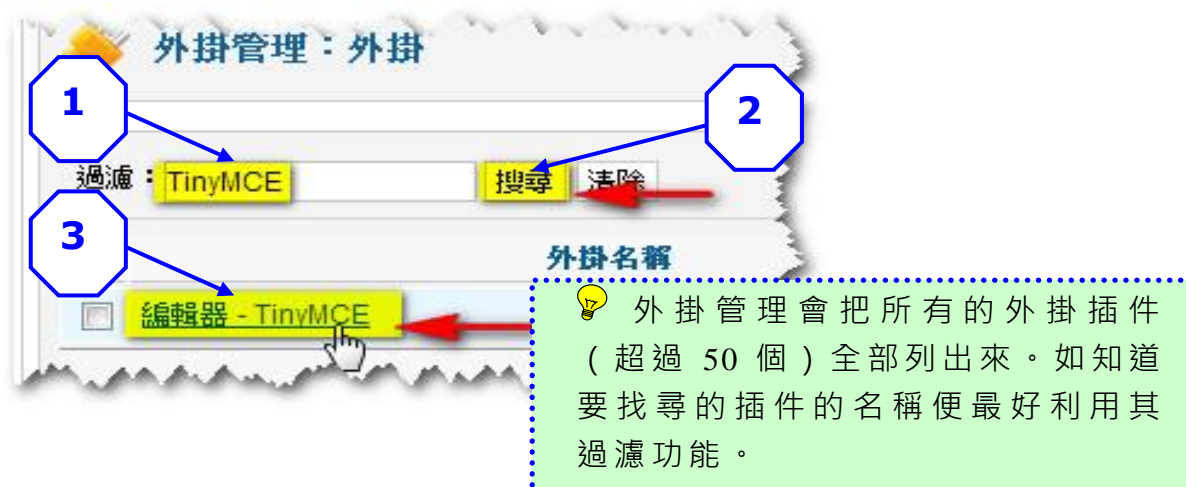 外掛管理：外掛
1
2
過濾：TinyMCE 搜尋 清除
3
外掛名稱
編輯器 - TinyMCE
外掛管理會把所有的外掛插件
（超過 50 個）全部列出來。如知道
要找尋的插件的名稱便最好利用其
過濾功能。